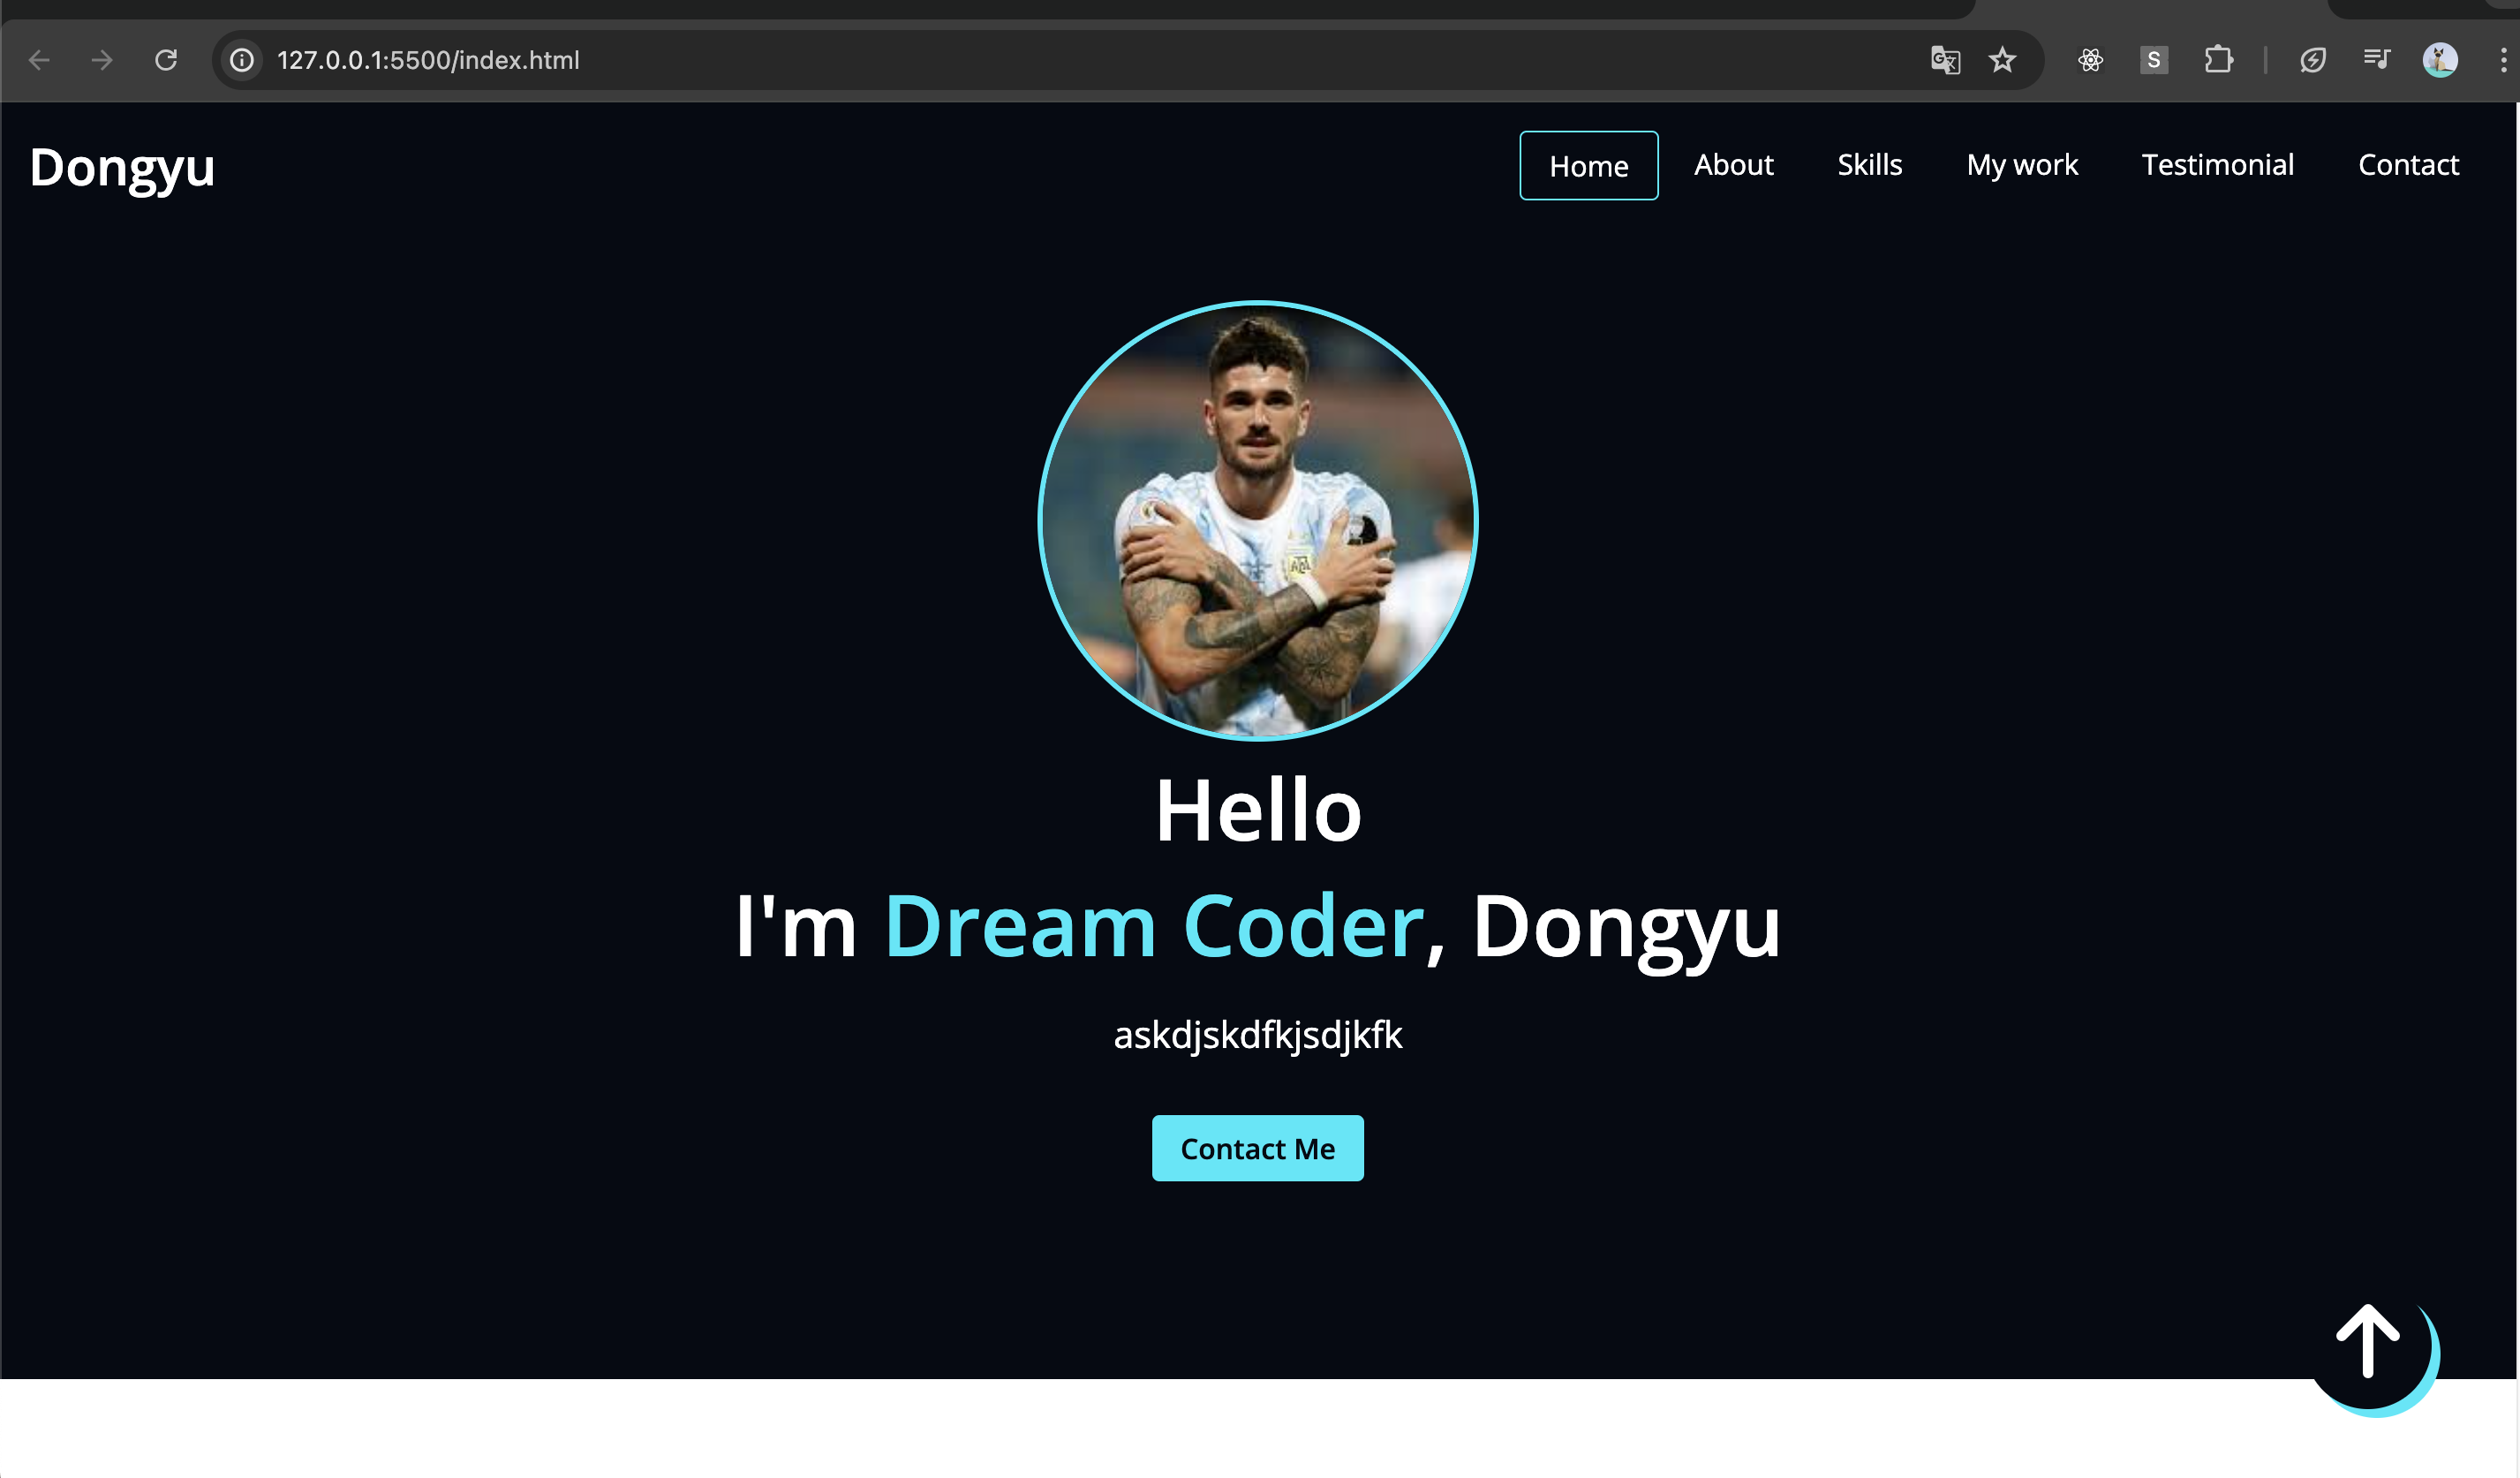 127.0.0.1:5500/index.html
S
Dongyu
Home About Skills My work Testimonial Contact
AFA
Hello
I'm Dream Coder, Dongyu
askdjskdfkjsdjkfk
Contact Me